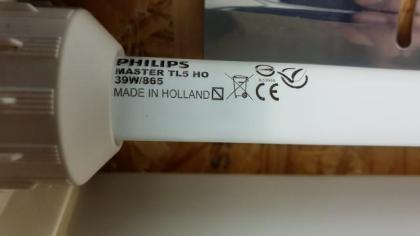 PHILIPS
MASTER TL5 HO
39W/865
MADE IN HOLLAND CE